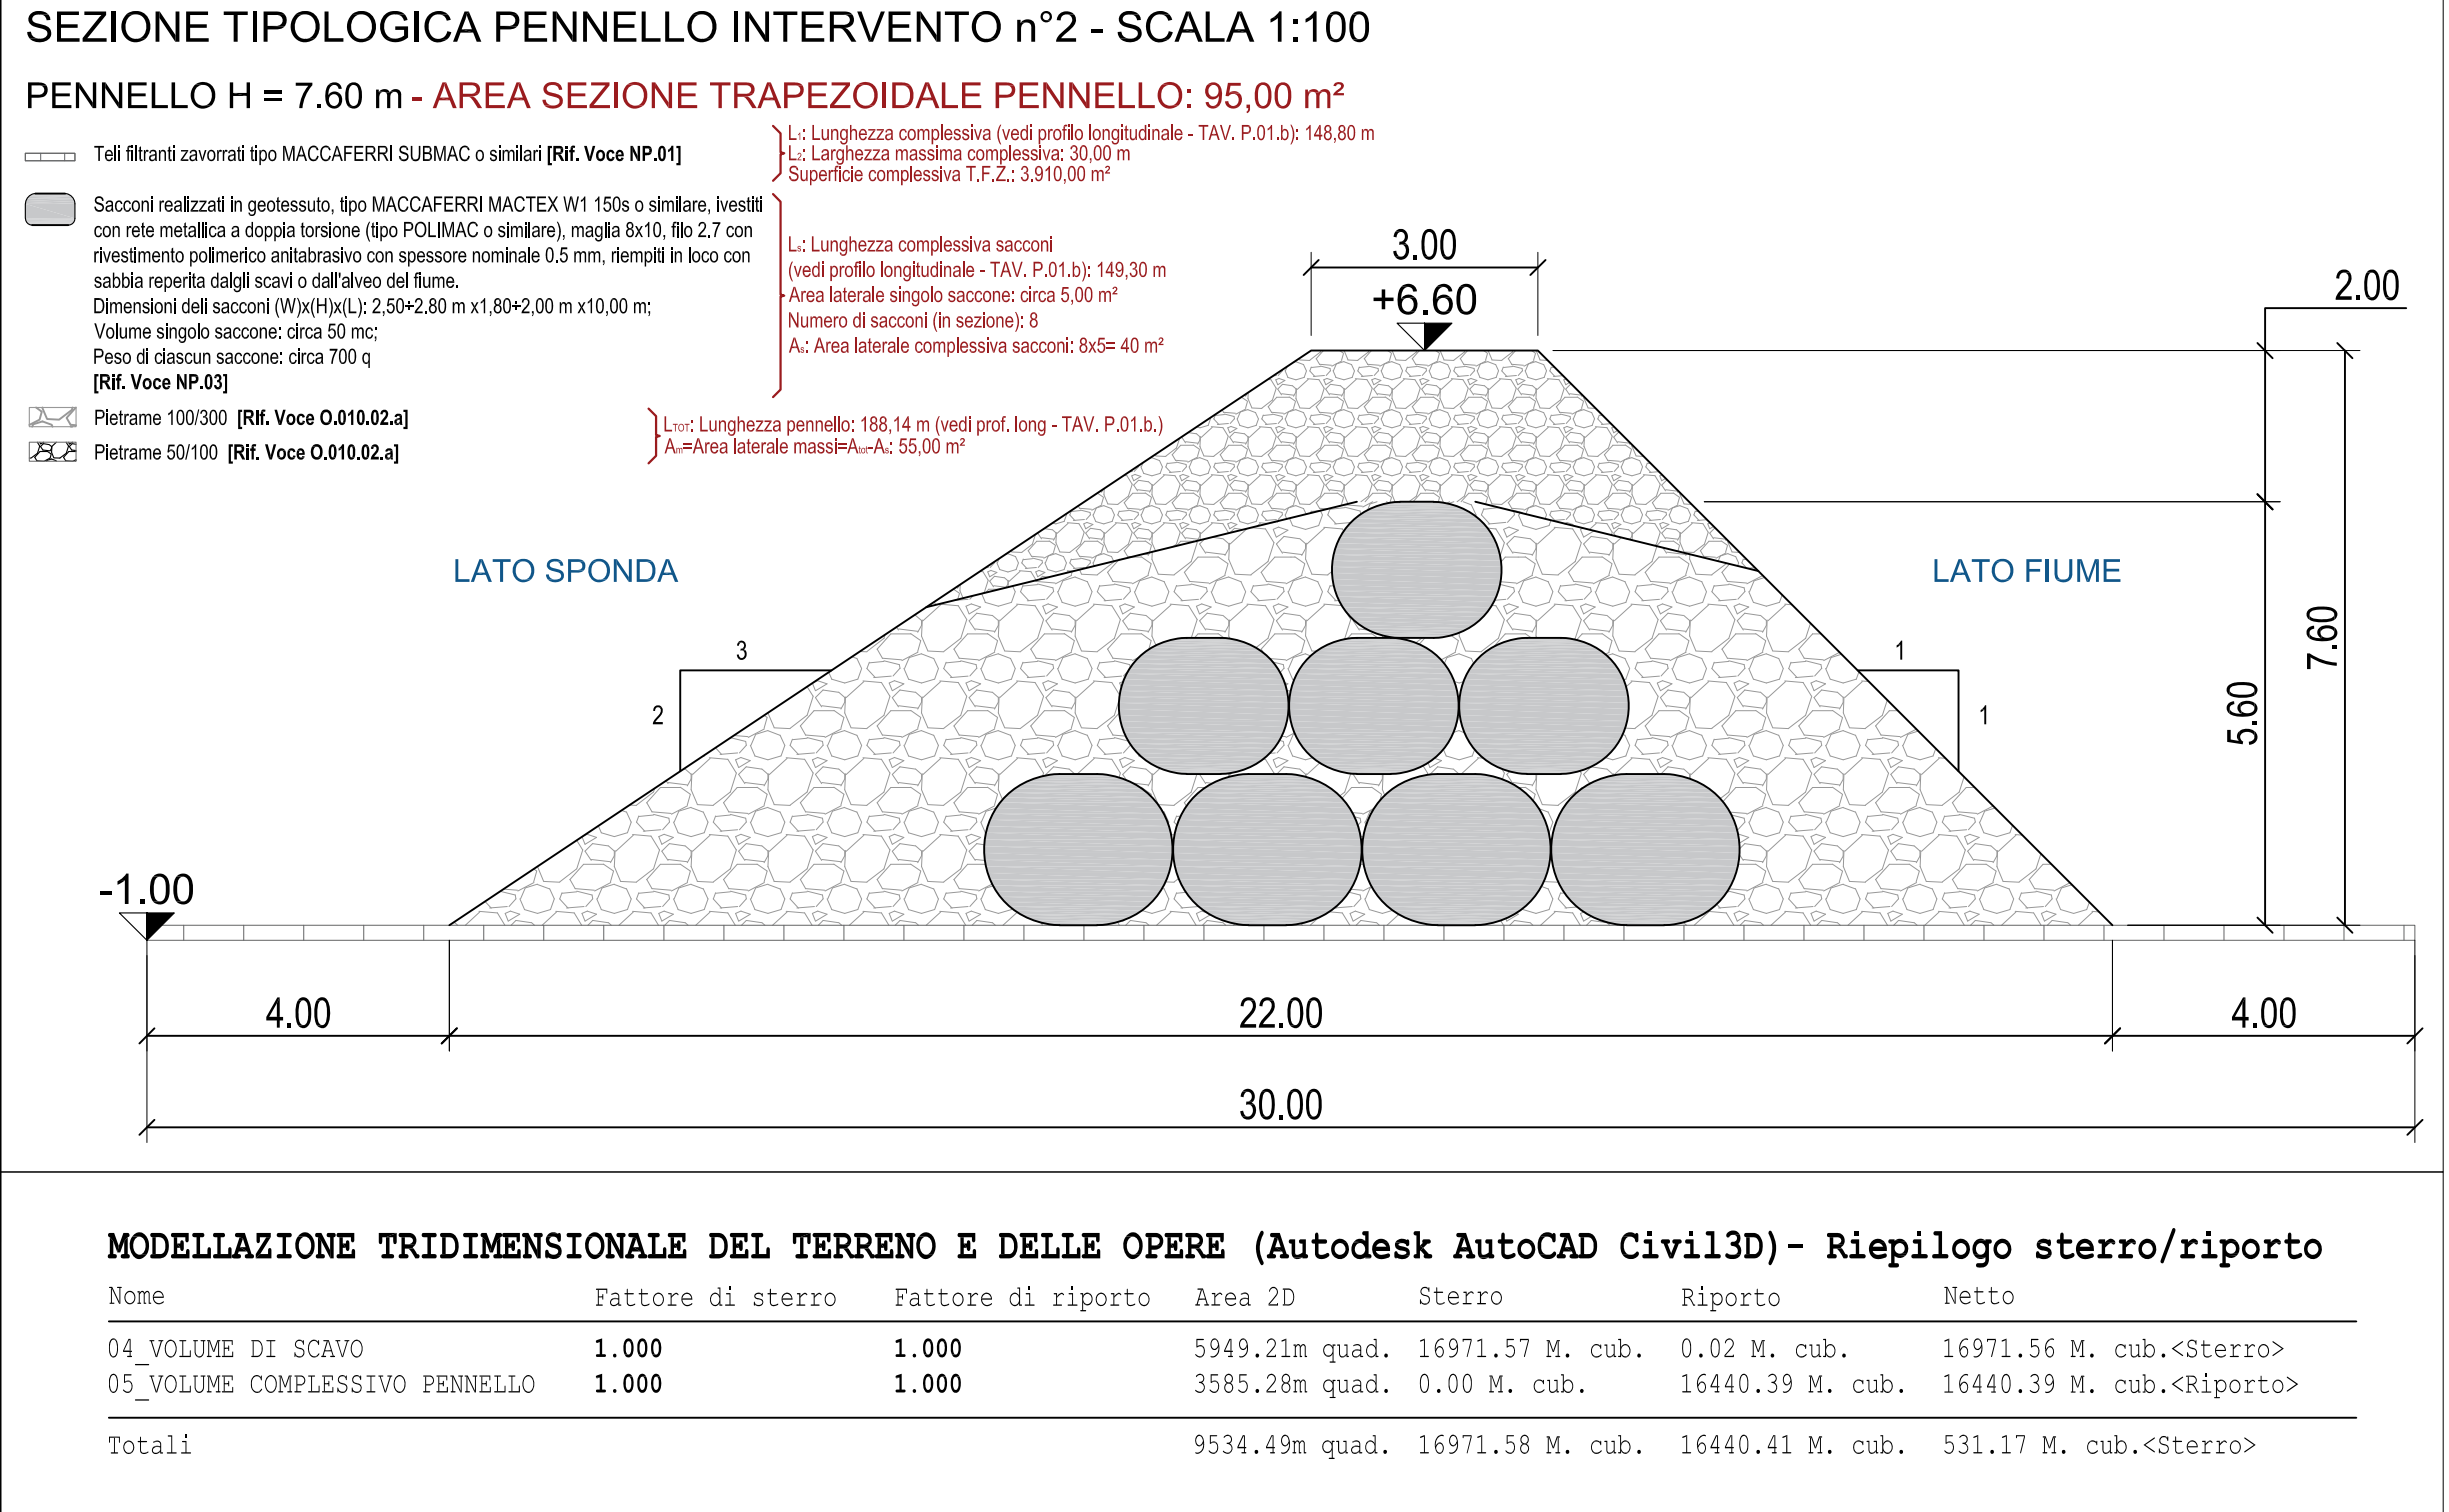 SEZIONE TIPOLOGICA PENNELLO INTERVENTO n°2 - SCALA 1:100
PENNELLO H = 7.60 m - AREA SEZIONE TRAPEZOIDALE PENNELLO: 95,00 m²
Teli filtranti zavorrati tipo MACCAFERRI SUBMAC o similari [Rif. Voce NP.01]
L₁: Lunghezza complessiva (vedi profilo longitudinale - TAV. P.01.b): 148,80 m
L₂: Larghezza massima complessiva: 30,00 m
Superficie complessiva T.F.Z.: 3.910,00 m²
Sacconi realizzati in geotessuto, tipo MACCAFERRI MACTEX W1 150s o similare, ivestiti
con rete metallica a doppia torsione (tipo POLIMAC o similare), maglia 8x10, filo 2.7 con
rivestimento polimerico anitabrasivo con spessore nominale 0.5 mm, riempiti in loco con
sabbia reperita dalgli scavi o dall'alveo del fiume.
Dimensioni deli sacconi (W)x(H)x(L): 2,50÷2.80 m x1,80÷2,00 m x10,00 m;
Volume singolo saccone: circa 50 mc;
Peso di ciascun saccone: circa 700 q
[Rif. Voce NP.03]
Lₛ: Lunghezza complessiva sacconi
(vedi profilo longitudinale - TAV. P.01.b): 149,30 m
Area laterale singolo saccone: circa 5,00 m²
Numero di sacconi (in sezione): 8
Aₛ: Area laterale complessiva sacconi: 8x5= 40 m²
Pietrame 100/300 [RIf. Voce O.010.02.a]
Pietrame 50/100 [Rif. Voce O.010.02.a]
LTOT: Lunghezza pennello: 188,14 m (vedi prof. long - TAV. P.01.b.)
Am=Area laterale massi=Atot-As: 55,00 m²
3.00
+6.60
2.00
LATO SPONDA
LATO FIUME
3
2
1
1
5.60
7.60
-1.00
4.00
22.00
4.00
30.00
MODELLAZIONE TRIDIMENSIONALE DEL TERRENO E DELLE OPERE (Autodesk AutoCAD Civil3D)- Riepilogo sterro/riporto
Nome Fattore di sterro Fattore di riporto Area 2D Sterro Riporto Netto
04_VOLUME DI SCAVO 1.000 1.000 5949.21m quad. 16971.57 M. cub. 0.02 M. cub. 16971.56 M. cub.<Sterro>
05_VOLUME COMPLESSIVO PENNELLO 1.000 1.000 3585.28m quad. 0.00 M. cub. 16440.39 M. cub. 16440.39 M. cub.<Riporto>
Totali 9534.49m quad. 16971.58 M. cub. 16440.41 M. cub. 531.17 M. cub.<Sterro>